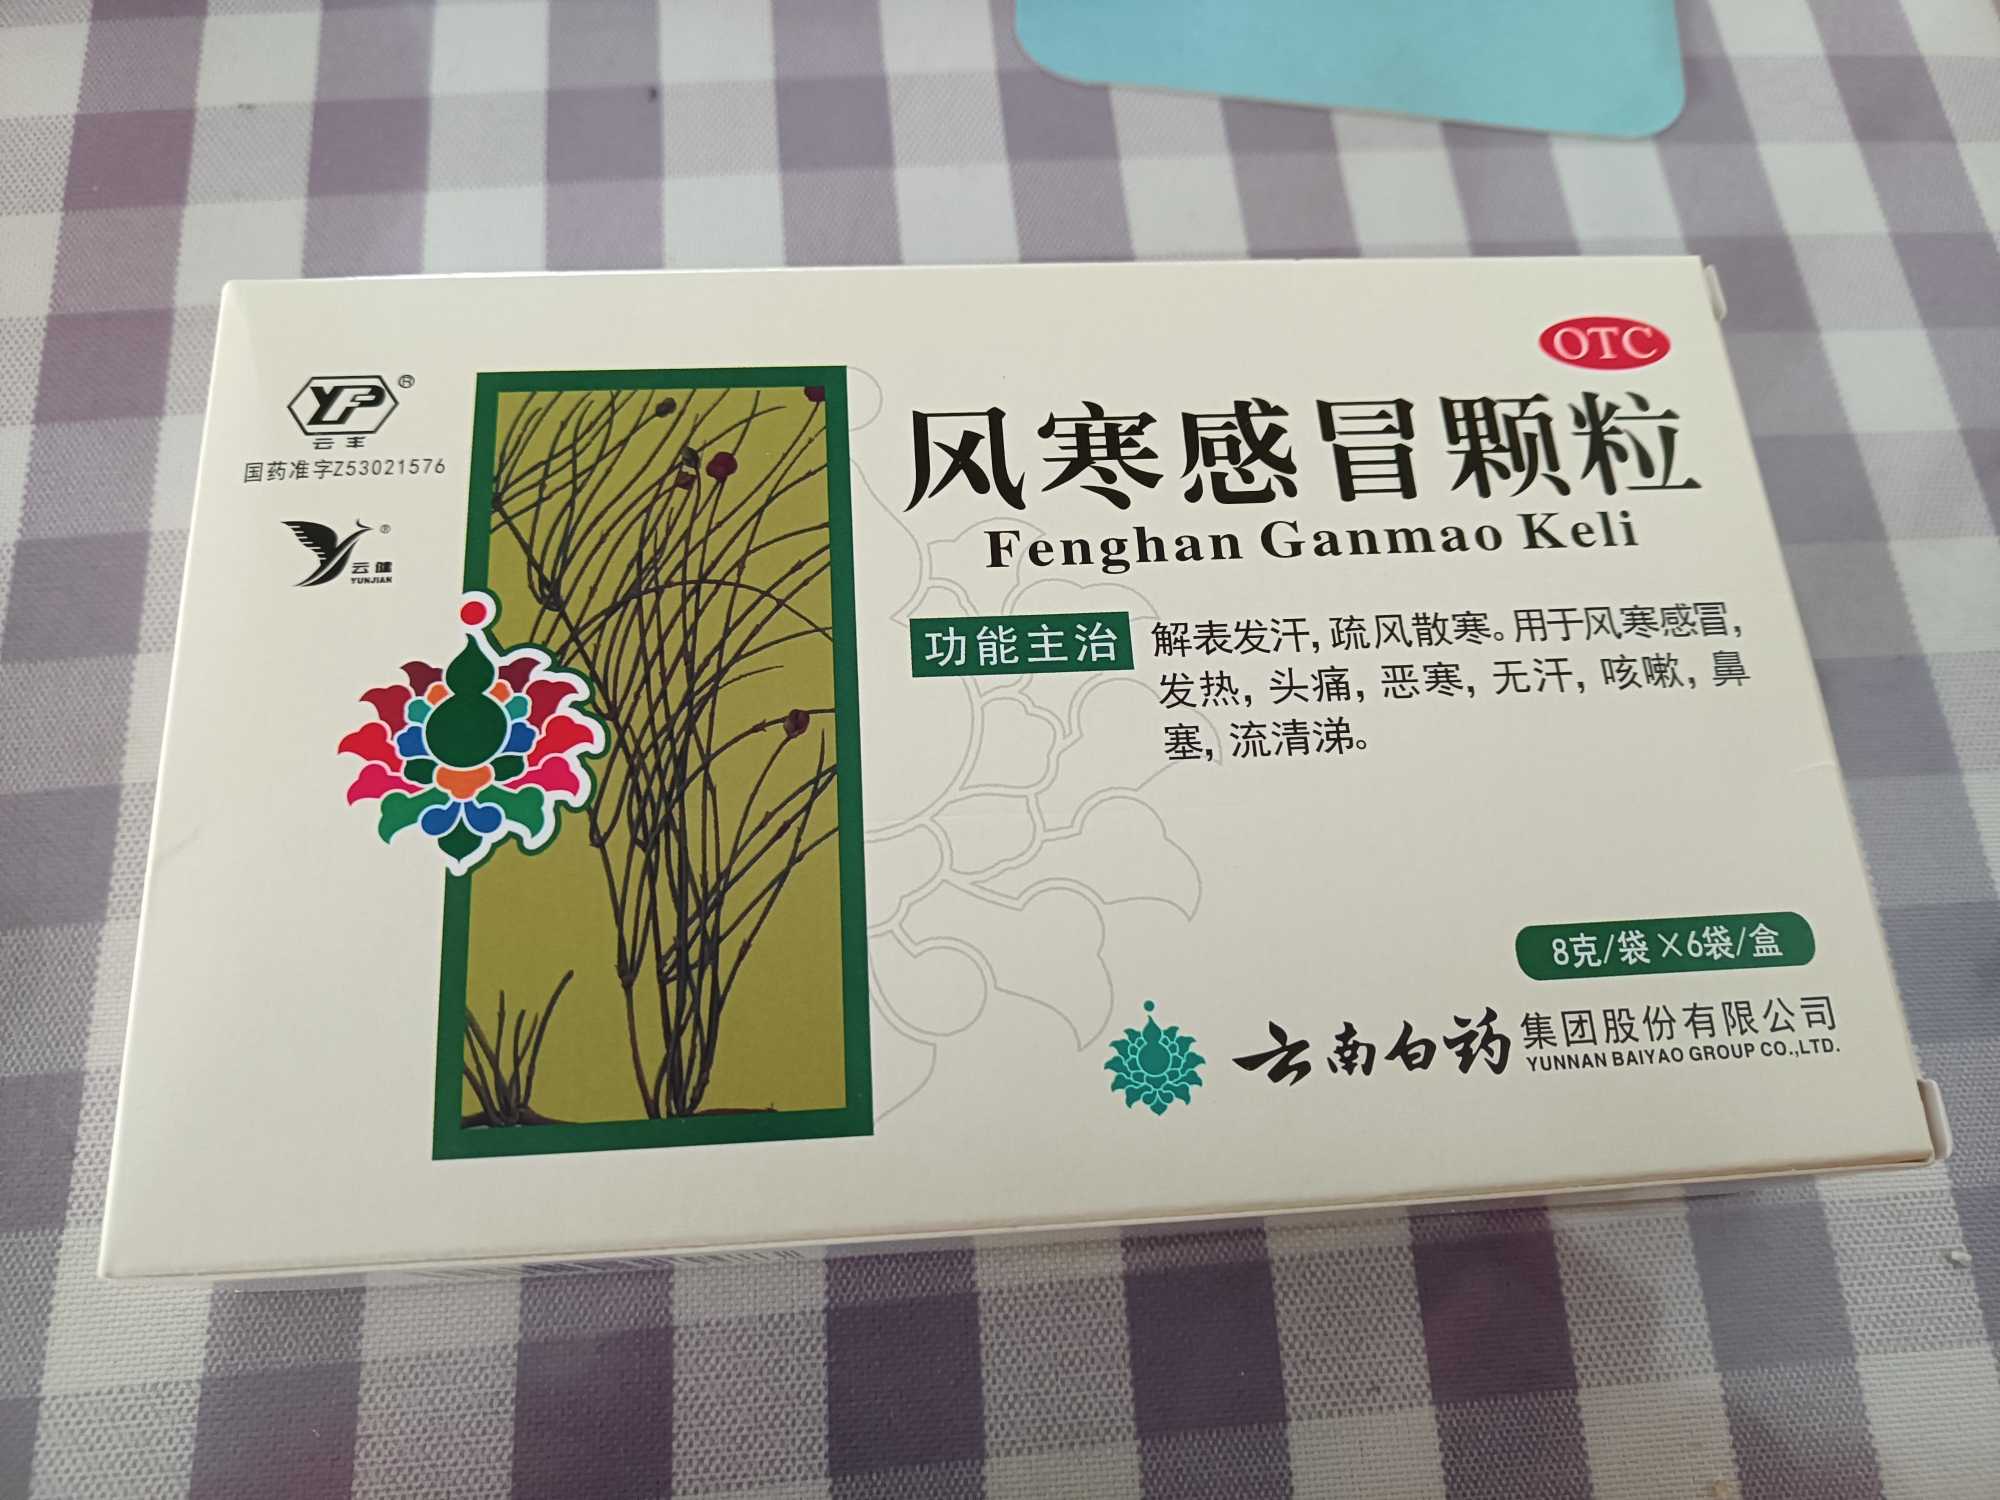 OTC
YP®
云丰
国药准字Z53021576
云健®
YUNJIAN
风寒感冒颗粒
Fenghan Ganmao Keli
功能主治
解表发汗，疏风散寒。用于风寒感冒，
发热，头痛，恶寒，无汗，咳嗽，鼻
塞，流清涕。
8克/袋×6袋/盒
云南白药集团股份有限公司
YUNNAN BAIYAO GROUP CO.,LTD.